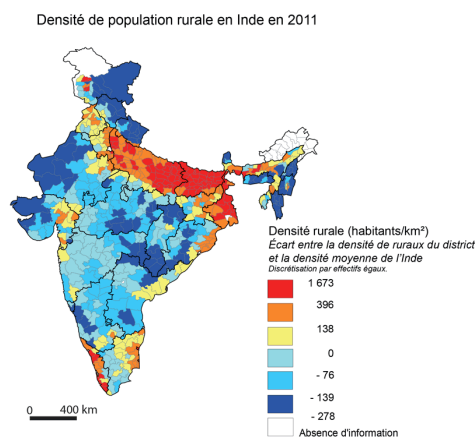 Densité de population rurale en Inde en 2011
Densité rurale (habitants/km²)
Écart entre la densité de ruraux du district
et la densité moyenne de l'Inde
Discrétisation par effectifs égaux.
1 673
396
138
0
- 76
- 139
- 278
Absence d'information
0 400 km